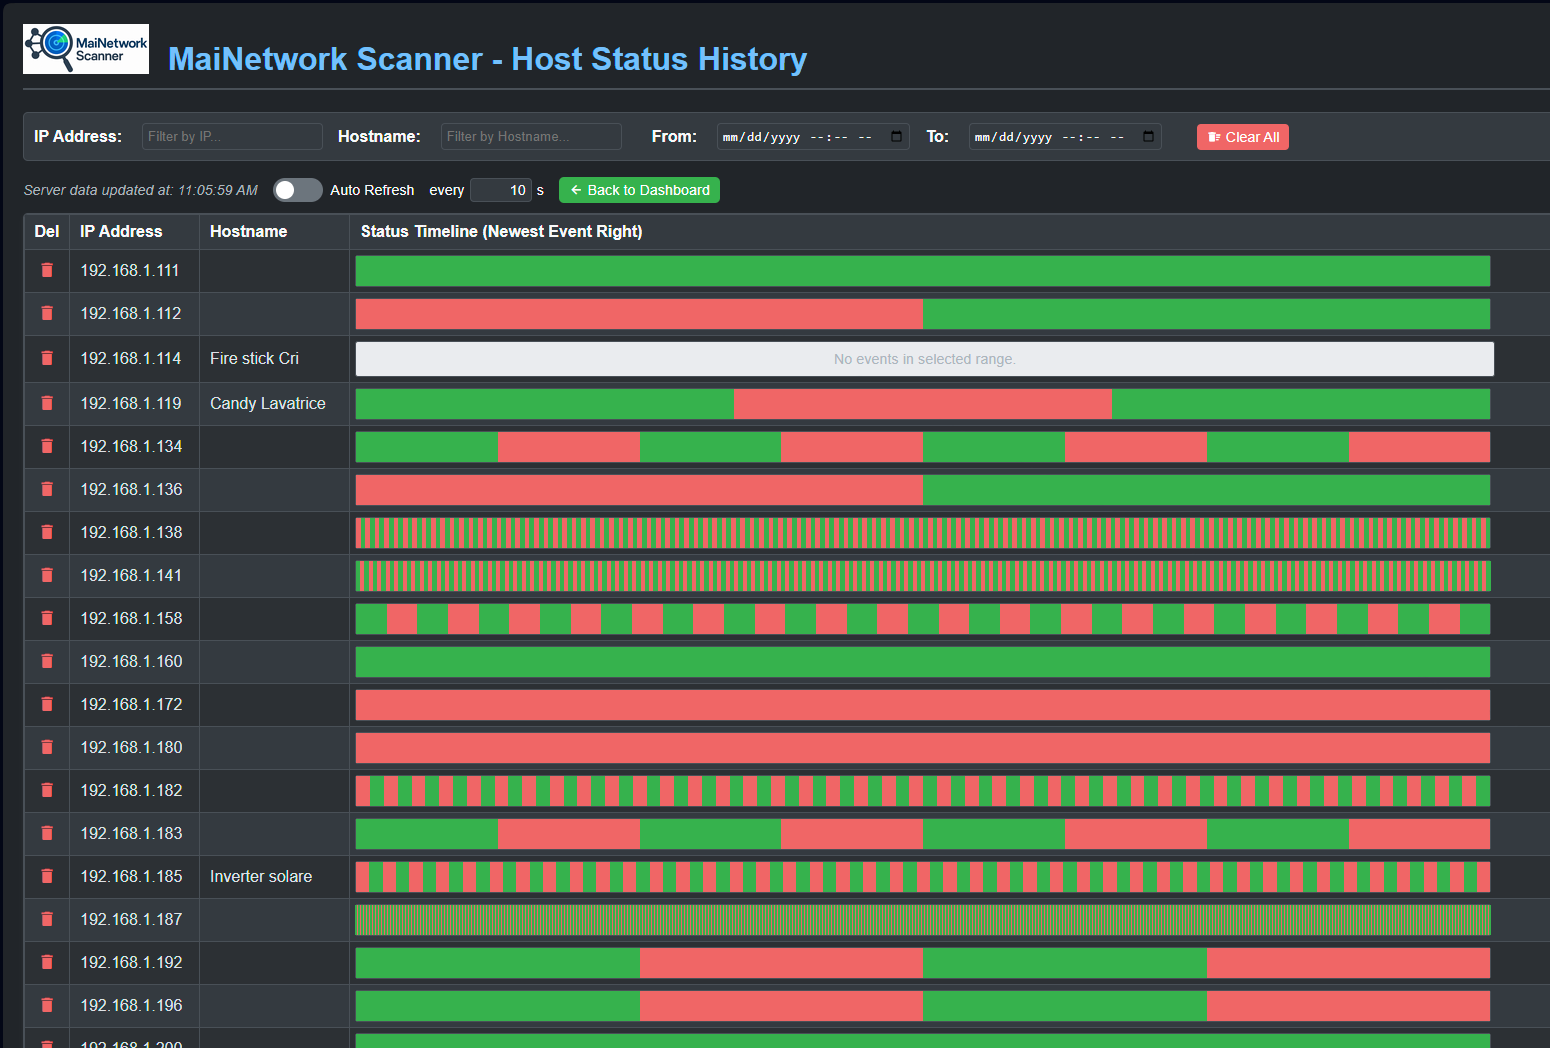 MaiNetwork
Scanner
MaiNetwork Scanner - Host Status History
IP Address: Filter by IP... Hostname: Filter by Hostname... From: mm/dd/yyyy --:-- -- To: mm/dd/yyyy --:-- -- Clear All
Server data updated at: 11:05:59 AM Auto Refresh every 10 s ← Back to Dashboard
Del IP Address Hostname Status Timeline (Newest Event Right)
192.168.1.111
192.168.1.112
192.168.1.114 Fire stick Cri No events in selected range.
192.168.1.119 Candy Lavatrice
192.168.1.134
192.168.1.136
192.168.1.138
192.168.1.141
192.168.1.158
192.168.1.160
192.168.1.172
192.168.1.180
192.168.1.182
192.168.1.183
192.168.1.185 Inverter solare
192.168.1.187
192.168.1.192
192.168.1.196
192.168.1.200